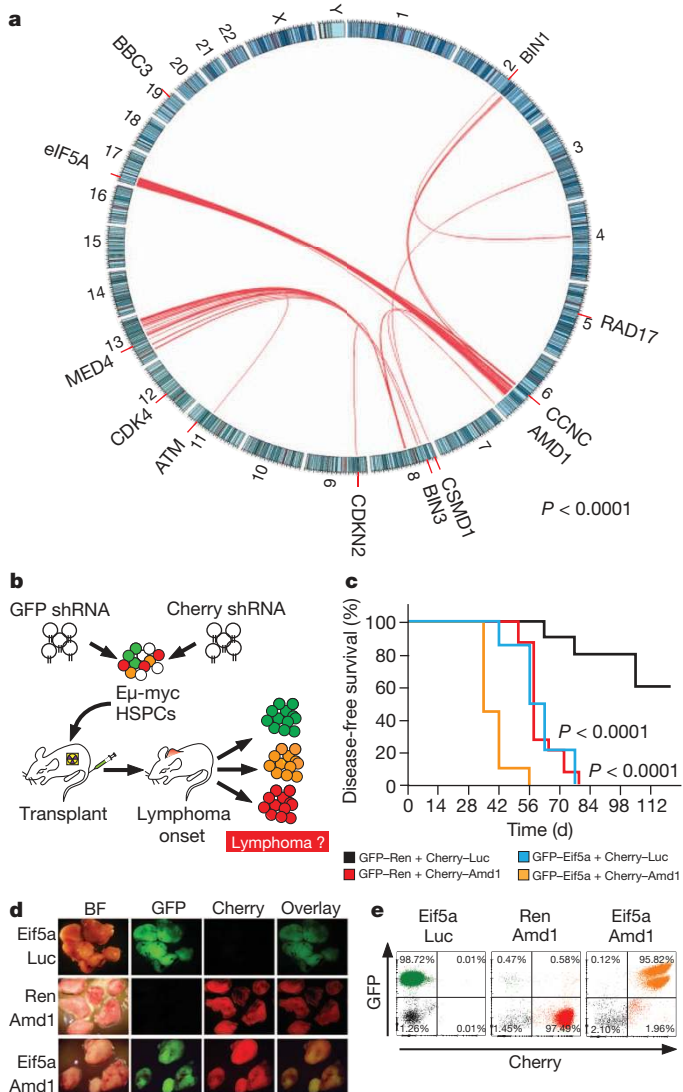 a
X
Y
1
2
BIN1
3
4
5
RAD17
6
CCNC
AMD1
7
CSMD1
BIN3
8
CDKN2
9
10
ATM
11
CDK4
12
MED4
13
14
15
16
eIF5A
17
18
19
BBC3
20
21
22
P < 0.0001
b
GFP shRNA
Cherry shRNA
Eμ-myc
HSPCs
Transplant
Lymphoma
onset
Lymphoma ?
c
Disease-free survival (%)
100
80
60
40
20
0
P < 0.0001
P < 0.0001
0 14 28 42 56 70 84 98 112
Time (d)
GFP–Ren + Cherry–Luc
GFP–Eif5a + Cherry–Luc
GFP–Ren + Cherry–Amd1
GFP–Eif5a + Cherry–Amd1
d
BF GFP Cherry Overlay
Eif5a
Luc
Ren
Amd1
Eif5a
Amd1
e
Eif5a
Luc
Ren
Amd1
Eif5a
Amd1
98.72% 0.01% 0.47% 0.58% 0.12% 95.82%
1.26% 0.01% 1.45% 97.49% 2.10% 1.96%
GFP
Cherry